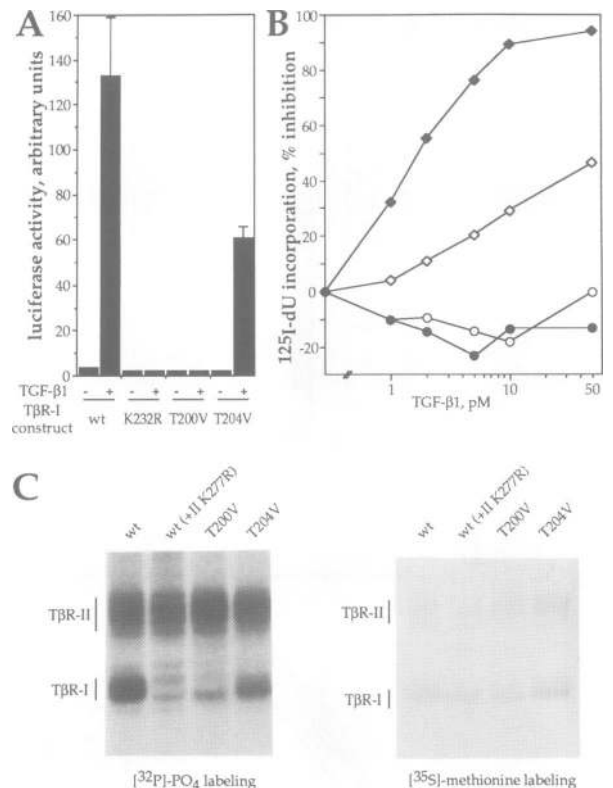 A
luciferase activity, arbitrary units
160
140
120
100
80
60
40
20
0
TGF-β1
- + - + - + - +
TβR-I
construct
wt K232R T200V T204V
B
125I-dU incorporation, % inhibition
100
80
60
40
20
0
-20
1 10 50
TGF-β1, pM
C
wt
wt (+II K277R)
T200V
T204V
TβR-II
TβR-I
[32P]-PO4 labeling
wt
wt (+II K277R)
T200V
T204V
TβR-II
TβR-I
[35S]-methionine labeling